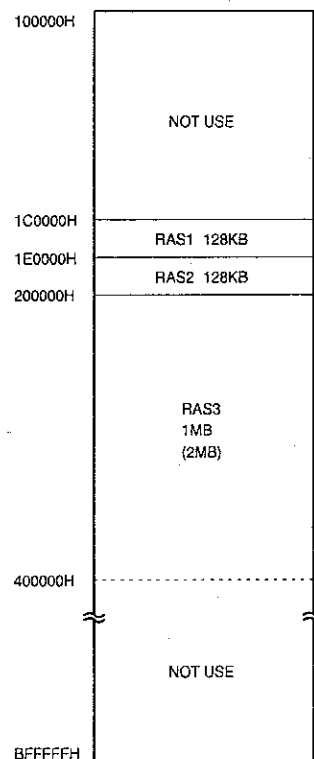 100000H
NOT USE
1C0000H
RAS1 128KB
1E0000H
RAS2 128KB
200000H
RAS3
1MB
(2MB)
400000H
NOT USE
BFFFFFH